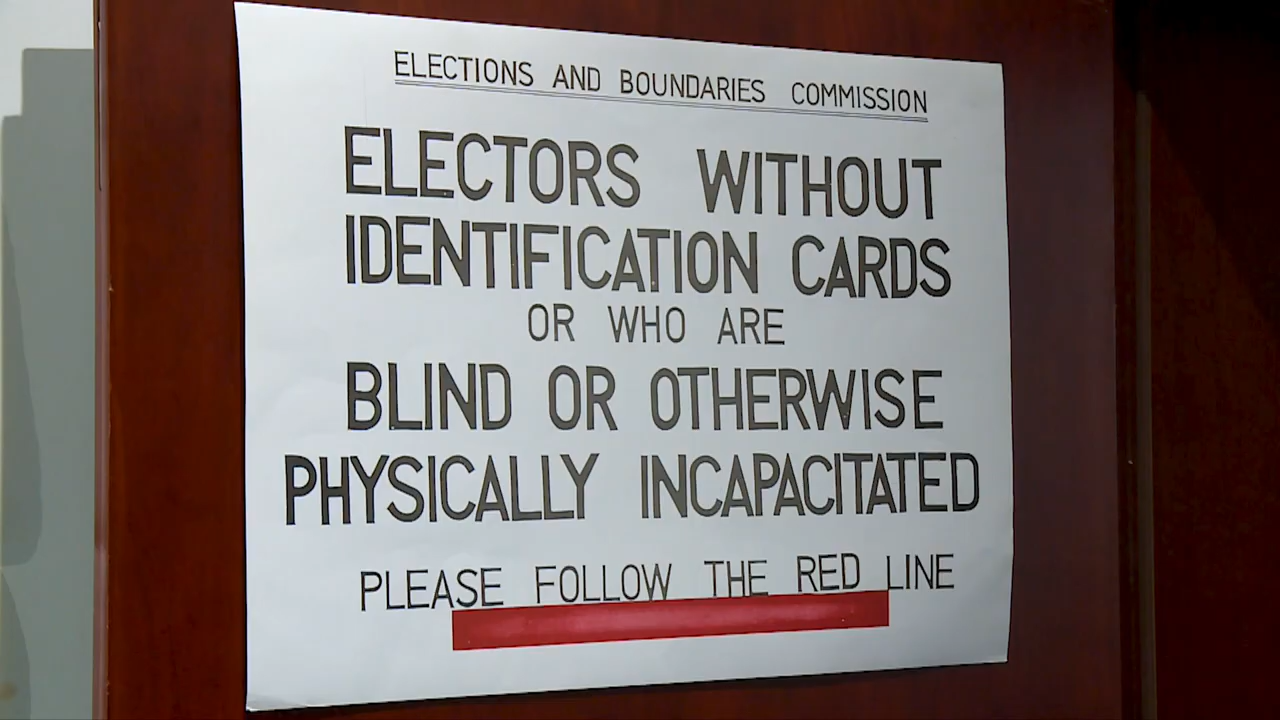 ELECTIONS AND BOUNDARIES COMMISSION
ELECTORS WITHOUT
IDENTIFICATION CARDS
OR WHO ARE
BLIND OR OTHERWISE
PHYSICALLY INCAPACITATED
PLEASE FOLLOW THE RED LINE